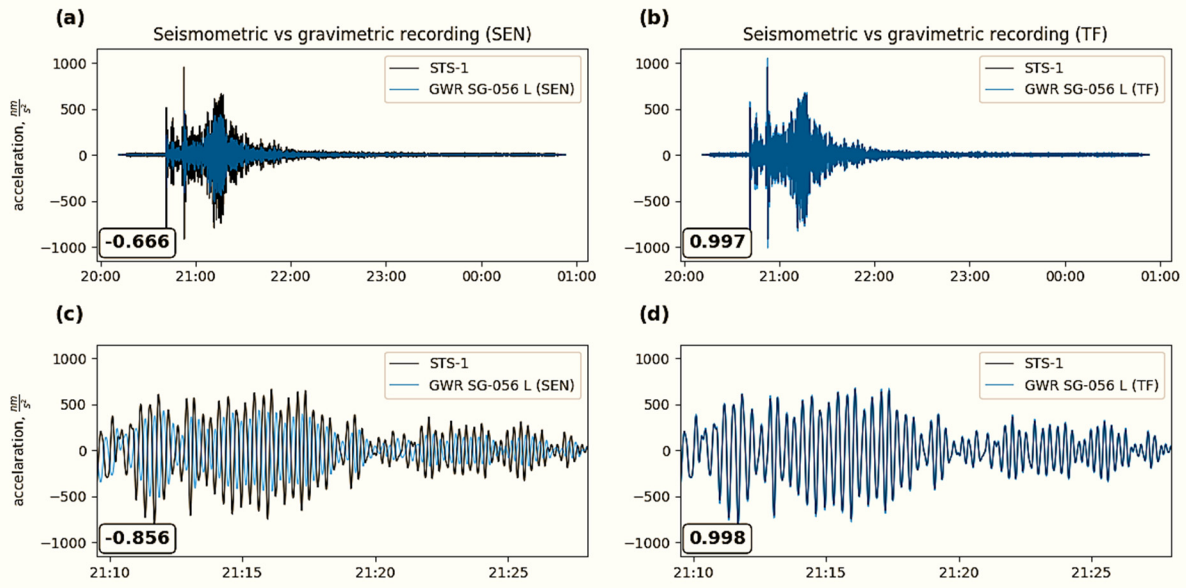 (a)
Seismometric vs gravimetric recording (SEN)
1000
500
0
−500
−1000
accelaration, nm/s²
STS-1
GWR SG-056 L (SEN)
-0.666
20:00 21:00 22:00 23:00 00:00 01:00
(b)
Seismometric vs gravimetric recording (TF)
1000
500
0
−500
−1000
STS-1
GWR SG-056 L (TF)
0.997
20:00 21:00 22:00 23:00 00:00 01:00
(c)
1000
500
0
−500
−1000
accelaration, nm/s²
STS-1
GWR SG-056 L (SEN)
-0.856
21:10 21:15 21:20 21:25
(d)
1000
500
0
−500
−1000
STS-1
GWR SG-056 L (TF)
0.998
21:10 21:15 21:20 21:25